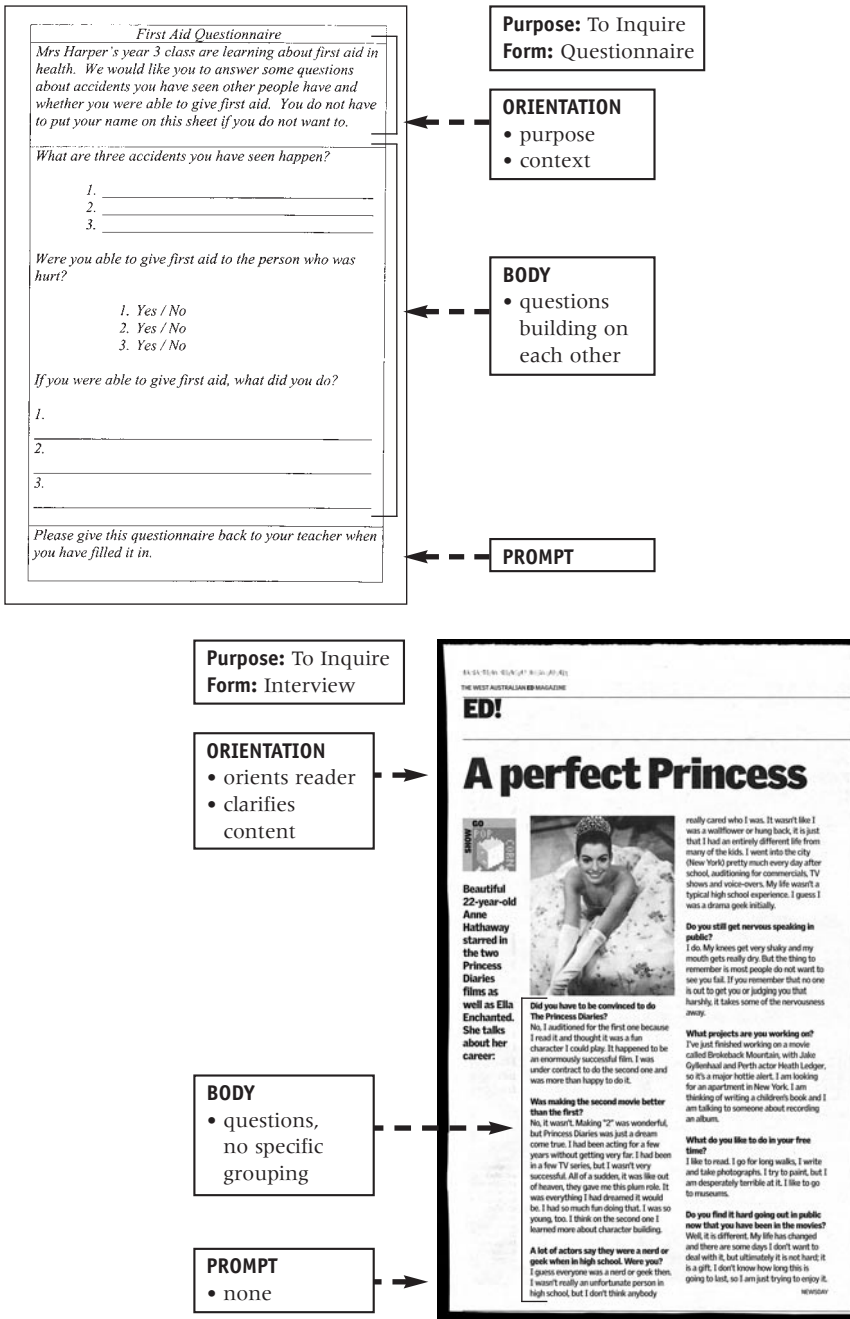 First Aid Questionnaire
Mrs Harper's year 3 class are learning about first aid in
health. We would like you to answer some questions
about accidents you have seen other people have and
whether you were able to give first aid. You do not have
to put your name on this sheet if you do not want to.
What are three accidents you have seen happen?
1.
2.
3.
Were you able to give first aid to the person who was
hurt?
1. Yes / No
2. Yes / No
3. Yes / No
If you were able to give first aid, what did you do?
1.
2.
3.
Please give this questionnaire back to your teacher when
you have filled it in.
Purpose: To Inquire
Form: Questionnaire
ORIENTATION
• purpose
• context
BODY
• questions
building on
each other
PROMPT
Purpose: To Inquire
Form: Interview
ORIENTATION
• orients reader
• clarifies
content
BODY
• questions,
no specific
grouping
PROMPT
• none
THE WEST AUSTRALIAN ED MAGAZINE
ED!
A perfect Princess
GO
SHOW
POP
CORN
Beautiful
22-year-old
Anne
Hathaway
starred in
the two
Princess
Diaries
films as
well as Ella
Enchanted.
She talks
about her
career:
Did you have to be convinced to do
The Princess Diaries?
No, I auditioned for the first one because
I read it and thought it was a fun
character I could play. It happened to be
an enormously successful film. I was
under contract to do the second one and
was more than happy to do it.
Was making the second movie better
than the first?
No, it wasn't. Making "2" was wonderful,
but Princess Diaries was just a dream
come true. I had been acting for a few
years without getting very far. I had been
in a few TV series, but I wasn't very
successful. All of a sudden, it was like out
of heaven, they gave me this plum role. It
was everything I had dreamed it would
be. I had so much fun doing that. I was so
young, too. I think on the second one I
learned more about character building.
A lot of actors say they were a nerd or
geek when in high school. Were you?
I guess everyone was a nerd or geek then.
I wasn't really an unfortunate person in
high school, but I don't think anybody
really cared who I was. It wasn't like I
was a wallflower or hung back, it is just
that I had an entirely different life from
many of the kids. I went into the city
(New York) pretty much every day after
school, auditioning for commercials, TV
shows and voice-overs. My life wasn't a
typical high school experience. I guess I
was a drama geek initially.
Do you still get nervous speaking in
public?
I do. My knees get very shaky and my
mouth gets really dry. But the thing to
remember is most people do not want to
see you fail. If you remember that no one
is out to get you or judging you that
harshly, it takes some of the nervousness
away.
What projects are you working on?
I've just finished working on a movie
called Brokeback Mountain, with Jake
Gyllenhaal and Perth actor Heath Ledger,
so it's a major hottie alert. I am looking
for an apartment in New York. I am
thinking of writing a children's book and I
am talking to someone about recording
an album.
What do you like to do in your free
time?
I like to read. I go for long walks, I write
and take photographs. I try to paint, but I
am desperately terrible at it. I like to go
to museums.
Do you find it hard going out in public
now that you have been in the movies?
Well, it is different. My life has changed
and there are some days I don't want to
deal with it, but ultimately it is not hard; it
is a gift. I don't know how long this is
going to last, so I am just trying to enjoy it.
NEWSDAY